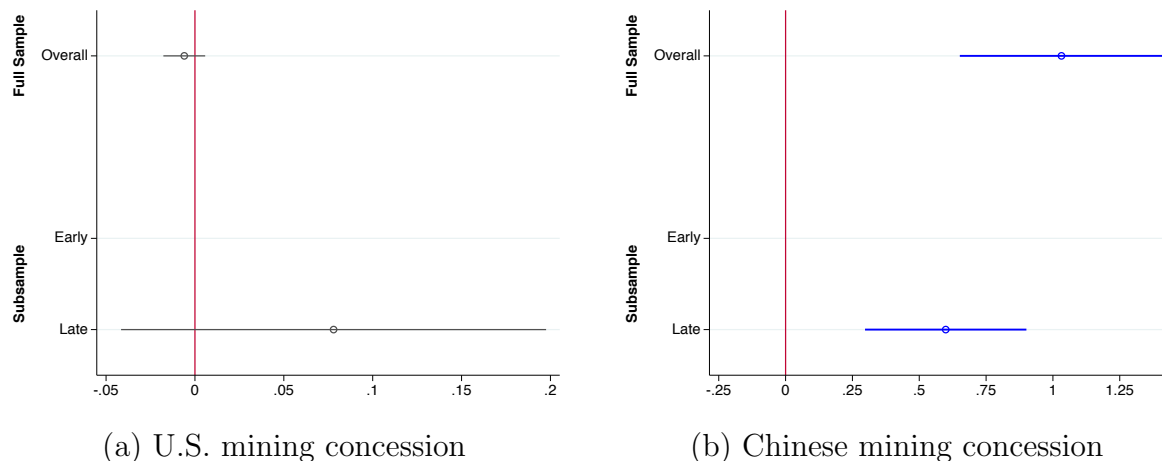 Full Sample
Overall
Early
Subsample
Late
-.05 0 .05 .1 .15 .2
(a) U.S. mining concession
Full Sample
Overall
Early
Subsample
Late
-.25 0 .25 .5 .75 1 1.25
(b) Chinese mining concession